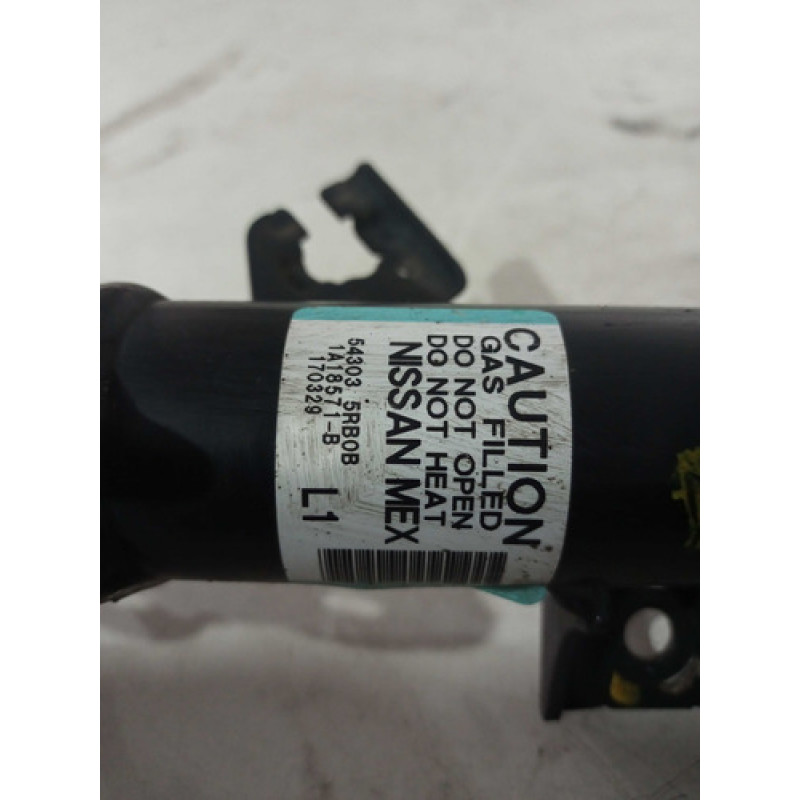 CAUTION
GAS FILLED
DO NOT OPEN
DO NOT HEAT
NISSAN MEX
54303 5RB0B
1A18571-B
170329
L1